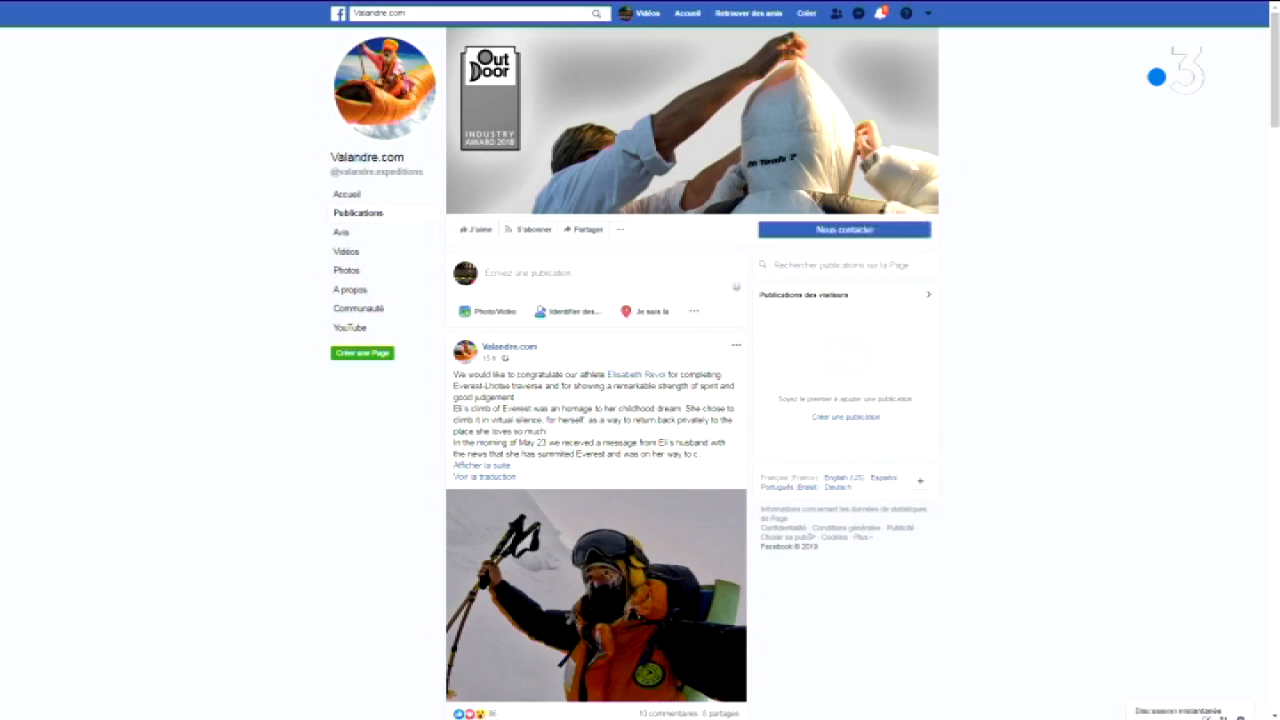 Valandre.com
Vidéos
Accueil
Retrouver des amis
Créer
3
Out
Door
INDUSTRY
AWARD 2018
Valandre.com
@valandre.expeditions
Accueil
Publications
Avis
Vidéos
Photos
À propos
Communauté
YouTube
Créer une Page
J'aime
S'abonner
Partager
Nous contacter
Écrivez une publication
Photo/Vidéo
Identifier des...
Je suis là
Rechercher publications sur la Page
Publications des visiteurs
Soyez le premier à ajouter une publication
Créer une publication
Valandre.com
15 h
We would like to congratulate our athlete Elisabeth Revol for completing
Everest-Lhotse traverse and for showing a remarkable strength of spirit and
good judgement
Eli's climb of Everest was an homage to her childhood dream. She chose to
climb it in virtual silence, for herself, as a way to return back privately to the
place she loves so much.
In the morning of May 23 we received a message from Eli's husband with
the news that she has summited Everest and was on her way to c
Afficher la suite
Voir la traduction
Français (France) · English (US) · Español
Português (Brasil) · Deutsch
Informations concernant les données de statistiques
de Page
Confidentialité · Conditions générales · Publicité
Choisir sa pub · Cookies · Plus
Facebook © 2019
86
10 commentaires 6 partages
Discussion instantanée